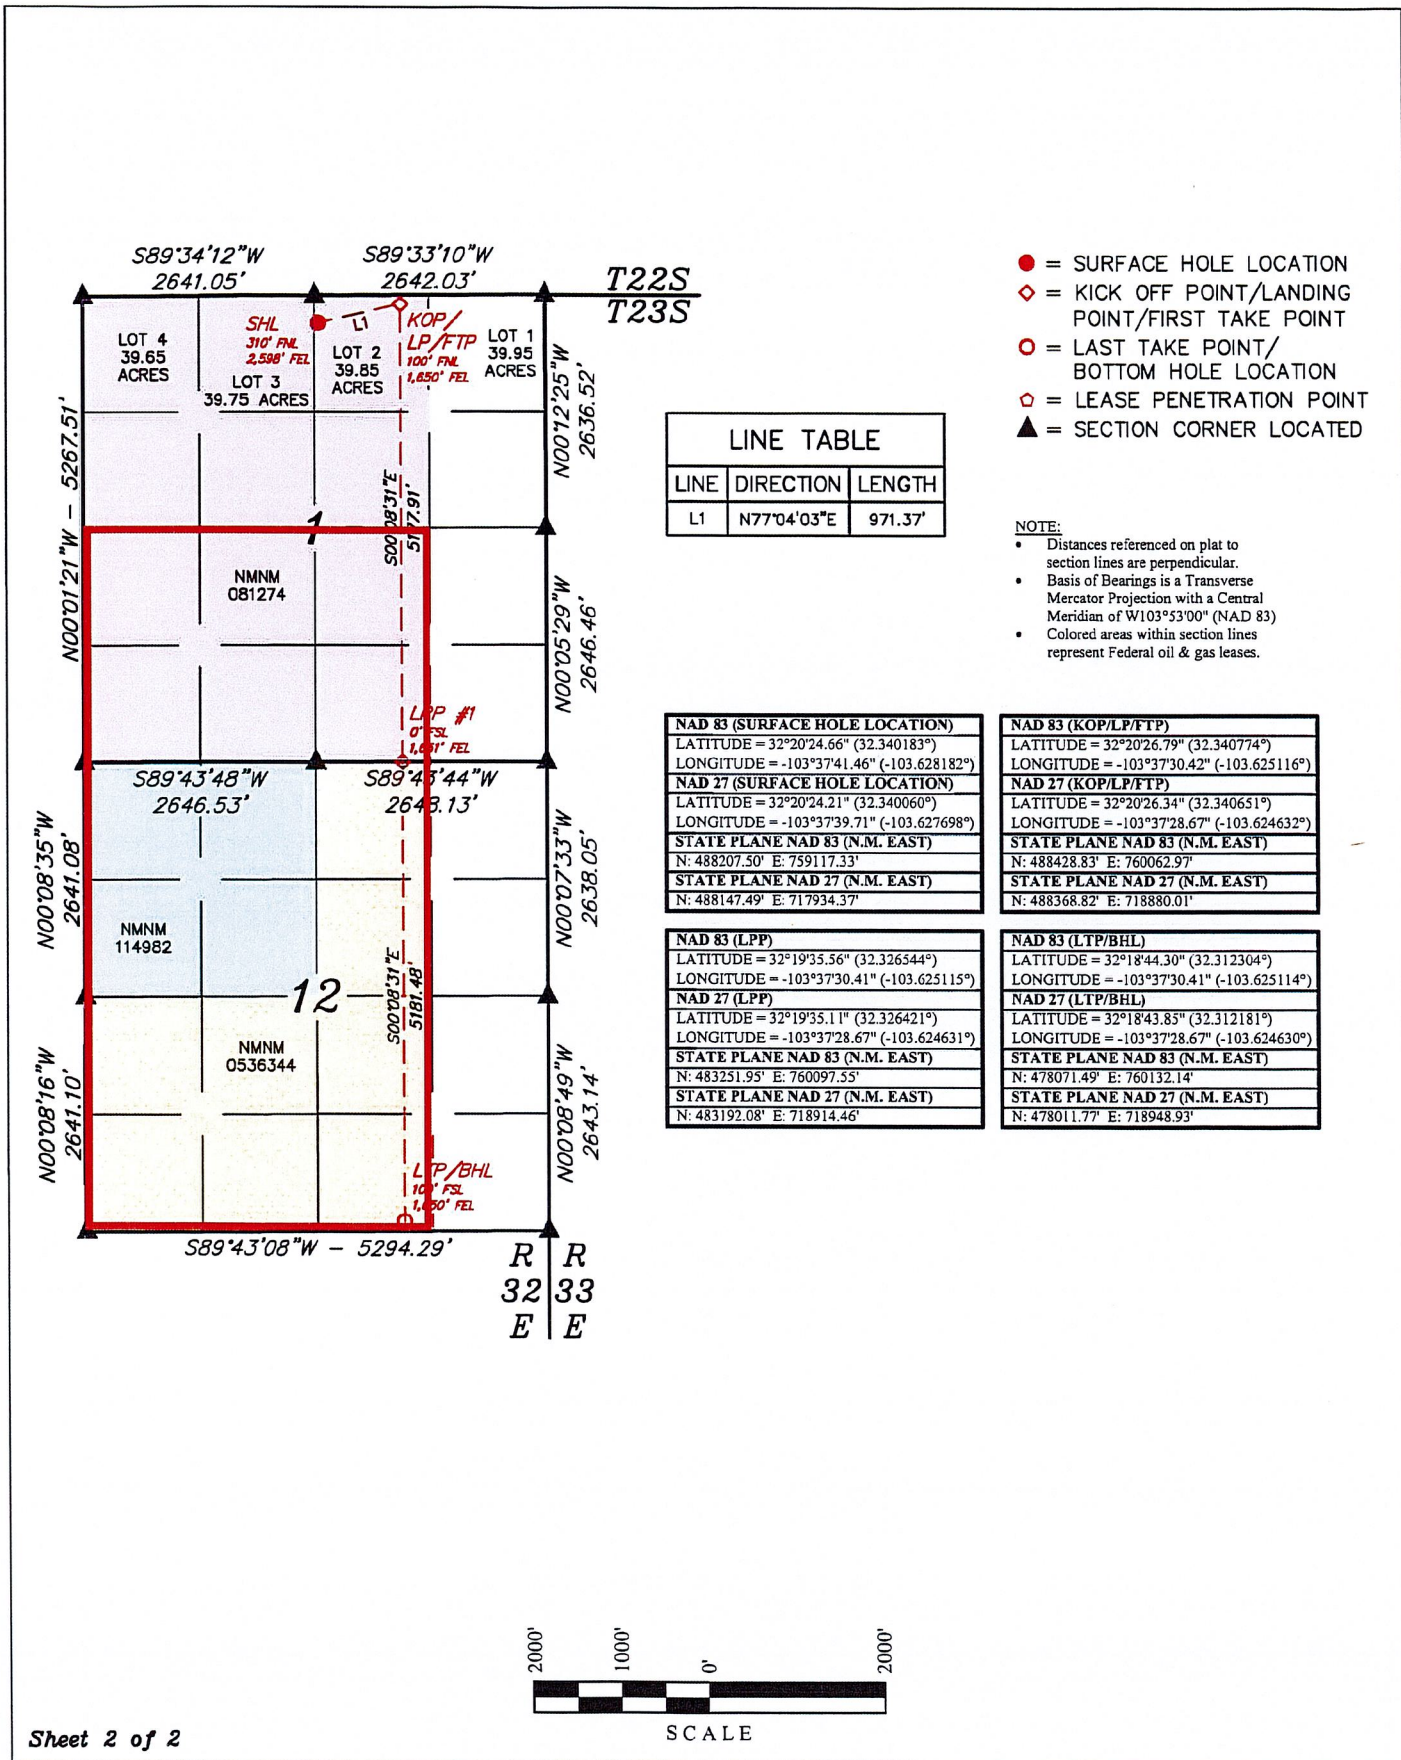 S89°34'12"W
2641.05'
S89°33'10"W
2642.03'
T22S
T23S
LOT 4
39.65
ACRES
SHL
310' FNL
2,598' FEL
L1
KOP/
LP/FTP
100' FNL
1,650' FEL
LOT 1
39.95
ACRES
LOT 2
39.85
ACRES
LOT 3
39.75 ACRES
N00°01'21"W - 5267.51'
N00°12'25"W
2636.52'
S00°08'31"E
5177.91'
1
NMNM
081274
N00°05'29"W
2646.46'
LPP #1
0' FSL
1,651' FEL
S89°43'48"W
2646.53'
S89°43'44"W
2648.13'
N00°08'35"W
2641.08'
N00°07'33"W
2638.05'
NMNM
114982
12
S00°08'31"E
5181.48'
NMNM
0536344
N00°08'16"W
2641.10'
N00°08'49"W
2643.14'
LTP/BHL
100' FSL
1,650' FEL
S89°43'08"W - 5294.29'
R R
32 33
E E
= SURFACE HOLE LOCATION
= KICK OFF POINT/LANDING
POINT/FIRST TAKE POINT
= LAST TAKE POINT/
BOTTOM HOLE LOCATION
= LEASE PENETRATION POINT
= SECTION CORNER LOCATED
LINE TABLE
LINE DIRECTION LENGTH
L1 N77°04'03"E 971.37'
NOTE:
• Distances referenced on plat to
section lines are perpendicular.
• Basis of Bearings is a Transverse
Mercator Projection with a Central
Meridian of W103°53'00" (NAD 83)
• Colored areas within section lines
represent Federal oil & gas leases.
NAD 83 (SURFACE HOLE LOCATION)
LATITUDE = 32°20'24.66" (32.340183°)
LONGITUDE = -103°37'41.46" (-103.628182°)
NAD 27 (SURFACE HOLE LOCATION)
LATITUDE = 32°20'24.21" (32.340060°)
LONGITUDE = -103°37'39.71" (-103.627698°)
STATE PLANE NAD 83 (N.M. EAST)
N: 488207.50' E: 759117.33'
STATE PLANE NAD 27 (N.M. EAST)
N: 488147.49' E: 717934.37'
NAD 83 (KOP/LP/FTP)
LATITUDE = 32°20'26.79" (32.340774°)
LONGITUDE = -103°37'30.42" (-103.625116°)
NAD 27 (KOP/LP/FTP)
LATITUDE = 32°20'26.34" (32.340651°)
LONGITUDE = -103°37'28.67" (-103.624632°)
STATE PLANE NAD 83 (N.M. EAST)
N: 488428.83' E: 760062.97'
STATE PLANE NAD 27 (N.M. EAST)
N: 488368.82' E: 718880.01'
NAD 83 (LPP)
LATITUDE = 32°19'35.56" (32.326544°)
LONGITUDE = -103°37'30.41" (-103.625115°)
NAD 27 (LPP)
LATITUDE = 32°19'35.11" (32.326421°)
LONGITUDE = -103°37'28.67" (-103.624631°)
STATE PLANE NAD 83 (N.M. EAST)
N: 483251.95' E: 760097.55'
STATE PLANE NAD 27 (N.M. EAST)
N: 483192.08' E: 718914.46'
NAD 83 (LTP/BHL)
LATITUDE = 32°18'44.30" (32.312304°)
LONGITUDE = -103°37'30.41" (-103.625114°)
NAD 27 (LTP/BHL)
LATITUDE = 32°18'43.85" (32.312181°)
LONGITUDE = -103°37'28.67" (-103.624630°)
STATE PLANE NAD 83 (N.M. EAST)
N: 478071.49' E: 760132.14'
STATE PLANE NAD 27 (N.M. EAST)
N: 478011.77' E: 718948.93'
2000' 1000' 0' 2000'
SCALE
Sheet 2 of 2